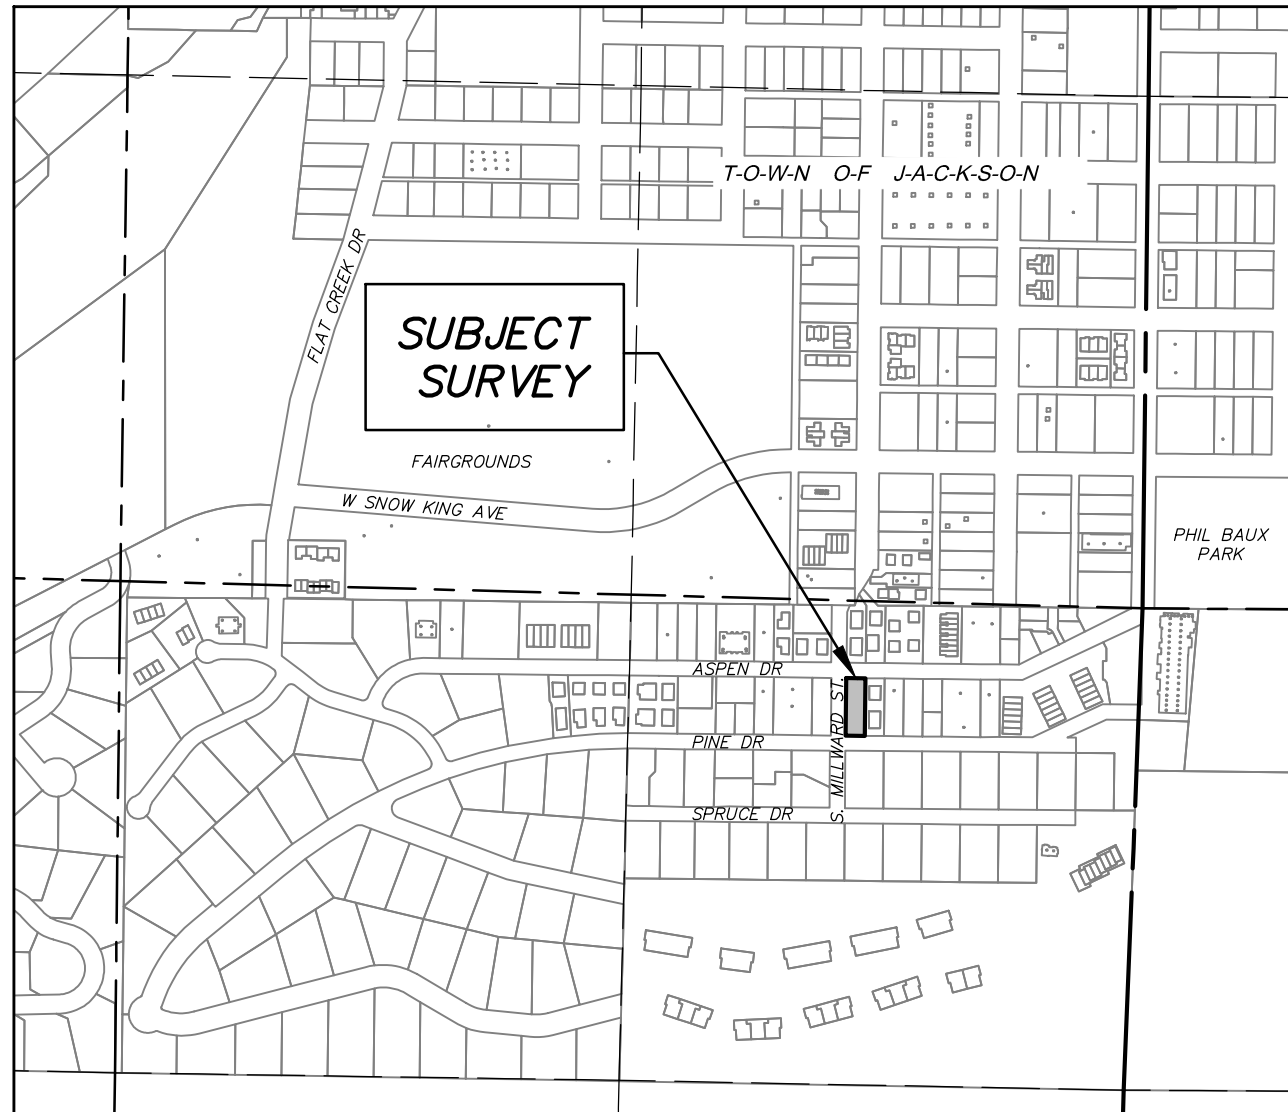 T-O-W-N O-F J-A-C-K-S-O-N
FLAT CREEK DR
SUBJECT
SURVEY
FAIRGROUNDS
W SNOW KING AVE
PHIL BAUX
PARK
ASPEN DR
S. MILLWARD ST.
PINE DR
SPRUCE DR